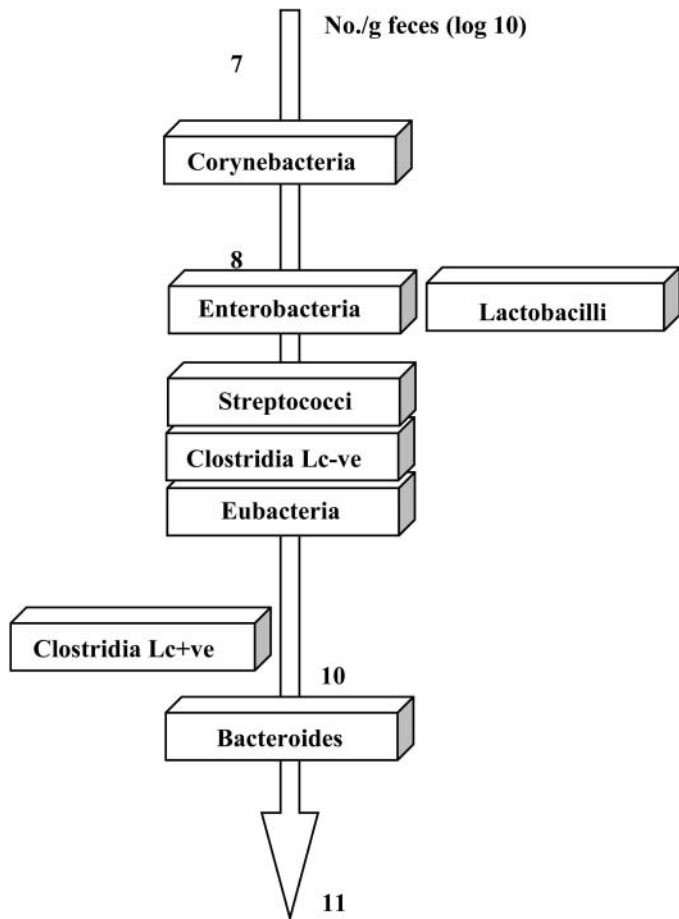 No./g feces (log 10)
7
Corynebacteria
8
Enterobacteria
Lactobacilli
Streptococci
Clostridia Lc-ve
Eubacteria
Clostridia Lc+ve
10
Bacteroides
11